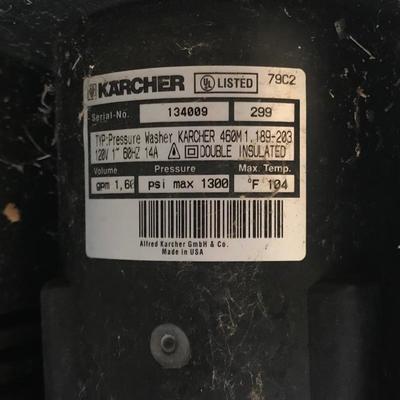 KÄRCHER UL LISTED 79C2
Serial-No. 134009 299
TYP:Pressure Washer KARCHER 460M 1.189-203
120V 1~ 60HZ 14A DOUBLE INSULATED
Volume Pressure Max. Temp.
gpm 1,60 psi max 1300 °F 104
Alfred Karcher GmbH & Co.
Made in USA